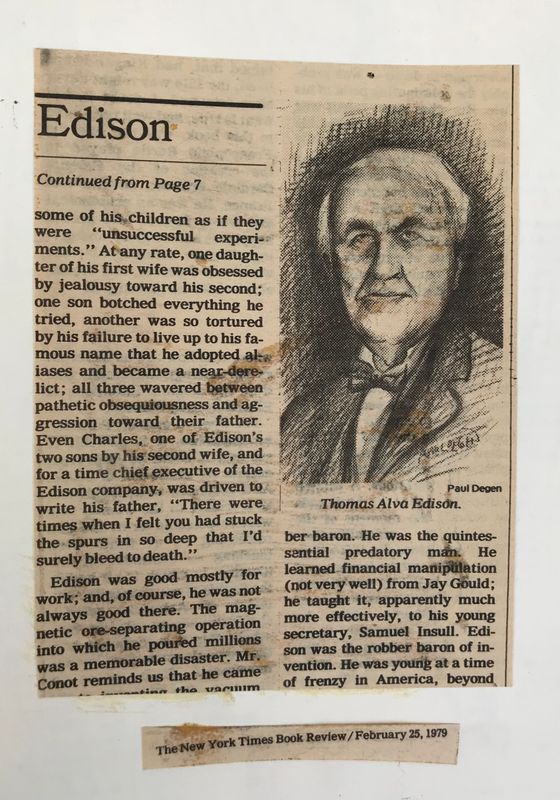 Edison
Continued from Page 7
some of his children as if they
were "unsuccessful experi-
ments." At any rate, one daugh-
ter of his first wife was obsessed
by jealousy toward his second;
one son botched everything he
tried, another was so tortured
by his failure to live up to his fa-
mous name that he adopted al-
iases and became a near-dere-
lict; all three wavered between
pathetic obsequiousness and ag-
gression toward their father.
Even Charles, one of Edison's
two sons by his second wife, and
for a time chief executive of the
Edison company, was driven to
write his father, "There were
times when I felt you had stuck
the spurs in so deep that I'd
surely bleed to death."
Edison was good mostly for
work; and, of course, he was not
always good there. The mag-
netic ore-separating operation
into which he poured millions
was a memorable disaster. Mr.
Conot reminds us that he came
inventing the vacuum
Paul Degen
Thomas Alva Edison.
ber baron. He was the quintes-
sential predatory man. He
learned financial manipulation
(not very well) from Jay Gould;
he taught it, apparently much
more effectively, to his young
secretary, Samuel Insull. Edi-
son was the robber baron of in-
vention. He was young at a time
of frenzy in America, beyond
The New York Times Book Review/February 25, 1979